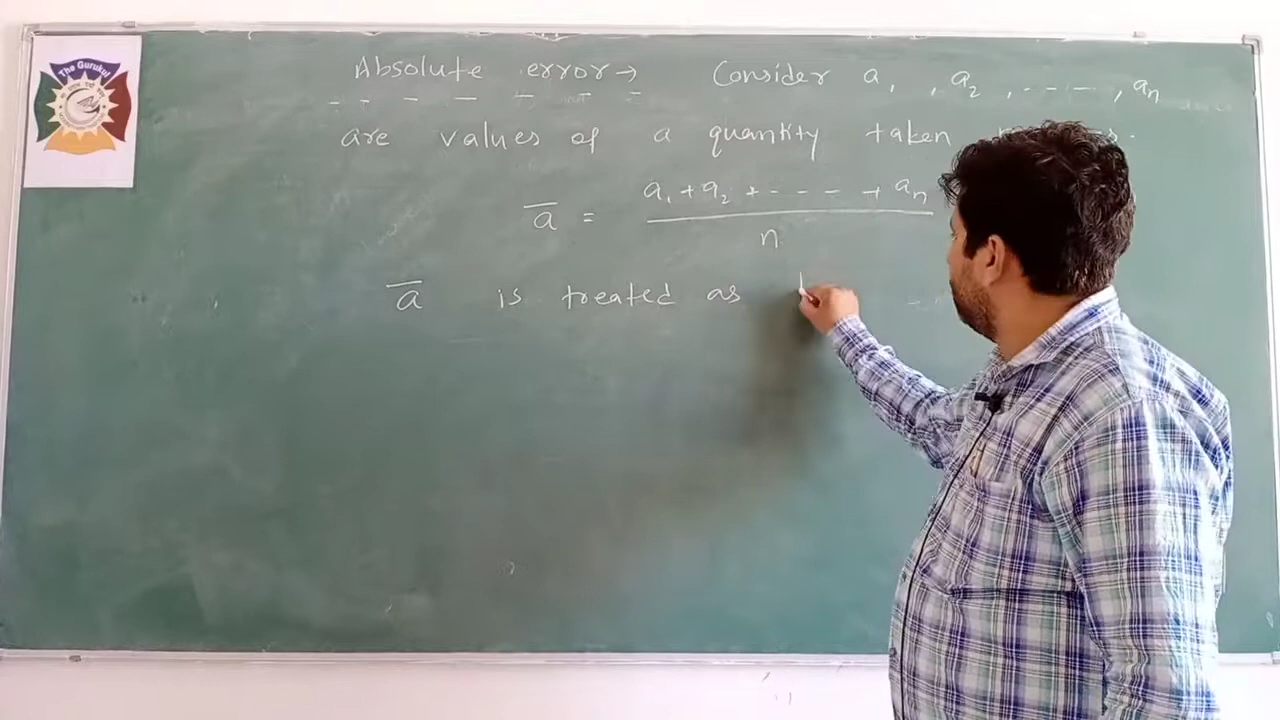 The Gurukul
Absolute error → Consider a₁, a₂, ----, aₙ
are values of a quantity taken
a̅ = (a₁ + a₂ + ---- + aₙ) / n
a̅ is treated as